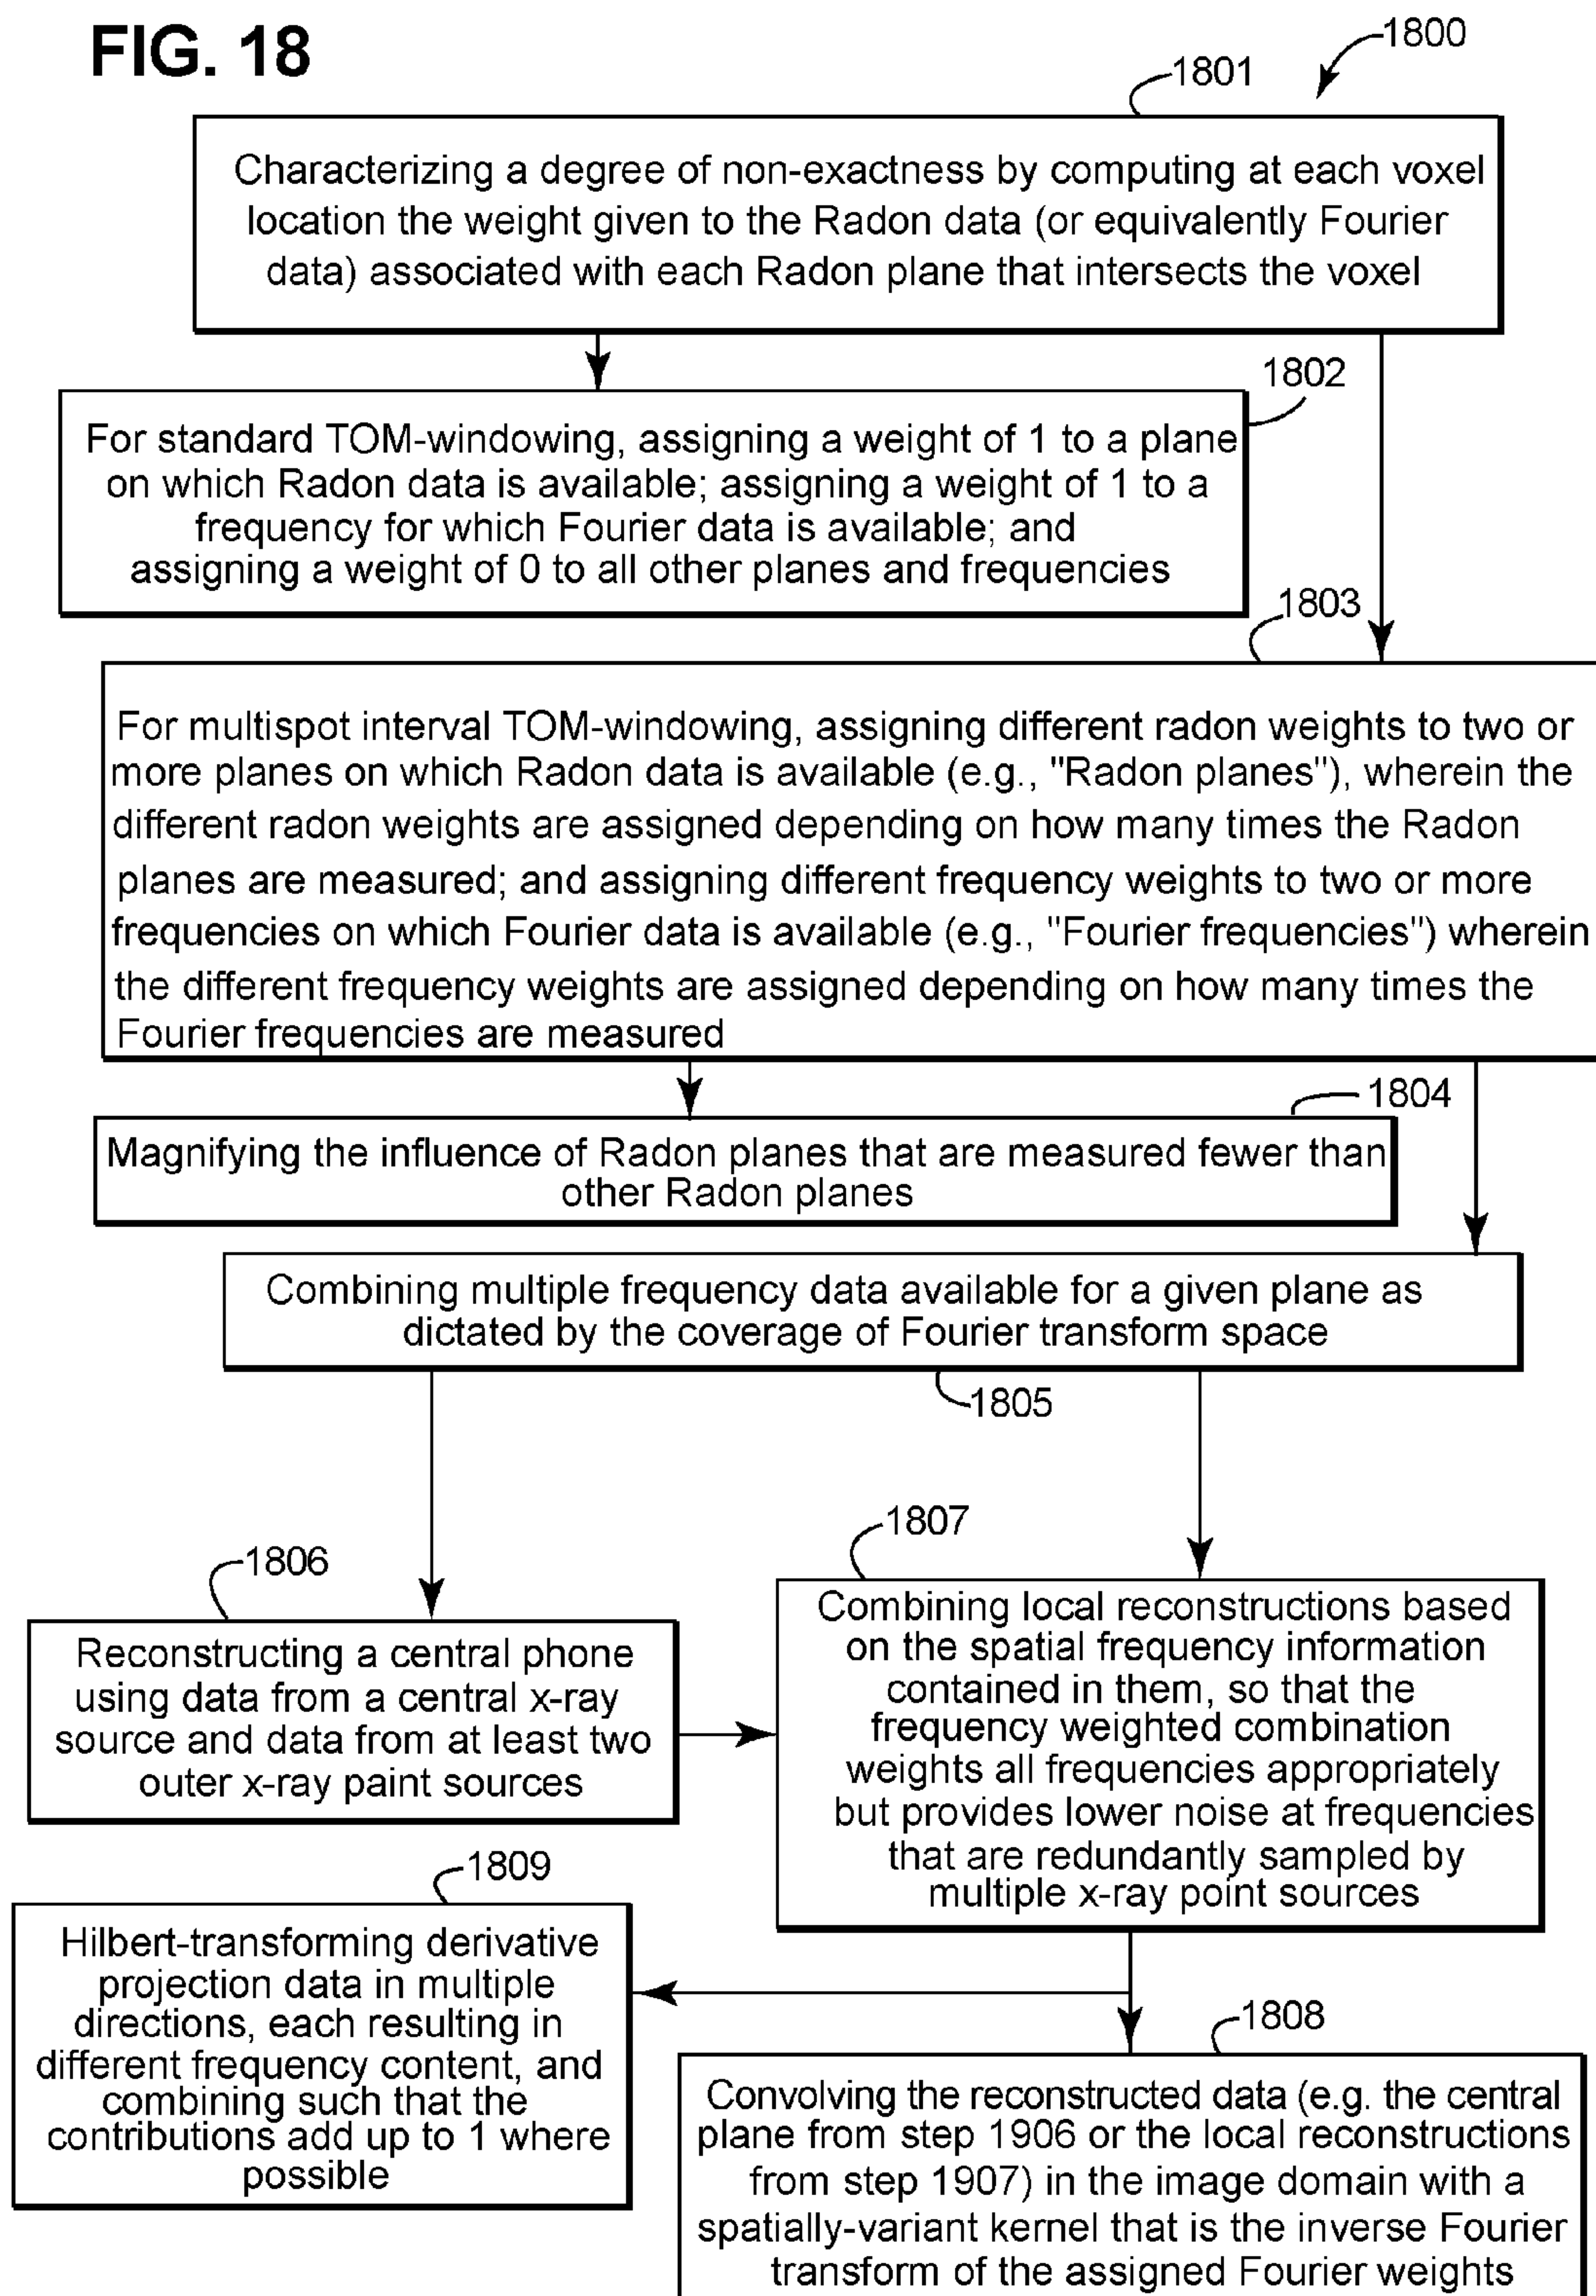 FIG. 18
1800
1801
Characterizing a degree of non-exactness by computing at each voxel
location the weight given to the Radon data (or equivalently Fourier
data) associated with each Radon plane that intersects the voxel
1802
For standard TOM-windowing, assigning a weight of 1 to a plane
on which Radon data is available; assigning a weight of 1 to a
frequency for which Fourier data is available; and
assigning a weight of 0 to all other planes and frequencies
1803
For multispot interval TOM-windowing, assigning different radon weights to two or
more planes on which Radon data is available (e.g., "Radon planes"), wherein the
different radon weights are assigned depending on how many times the Radon
planes are measured; and assigning different frequency weights to two or more
frequencies on which Fourier data is available (e.g., "Fourier frequencies") wherein
the different frequency weights are assigned depending on how many times the
Fourier frequencies are measured
1804
Magnifying the influence of Radon planes that are measured fewer than
other Radon planes
Combining multiple frequency data available for a given plane as
dictated by the coverage of Fourier transform space
1805
1806
Reconstructing a central phone
using data from a central x-ray
source and data from at least two
outer x-ray paint sources
1807
Combining local reconstructions based
on the spatial frequency information
contained in them, so that the
frequency weighted combination
weights all frequencies appropriately
but provides lower noise at frequencies
that are redundantly sampled by
multiple x-ray point sources
1809
Hilbert-transforming derivative
projection data in multiple
directions, each resulting in
different frequency content, and
combining such that the
contributions add up to 1 where
possible
1808
Convolving the reconstructed data (e.g. the central
plane from step 1906 or the local reconstructions
from step 1907) in the image domain with a
spatially-variant kernel that is the inverse Fourier
transform of the assigned Fourier weights